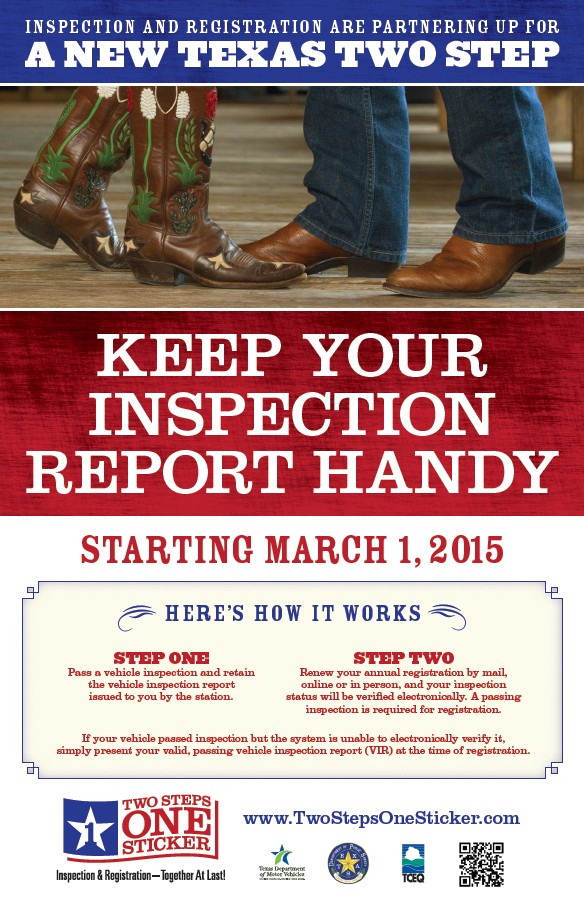 INSPECTION AND REGISTRATION ARE PARTNERING UP FOR
A NEW TEXAS TWO STEP
KEEP YOUR
INSPECTION
REPORT HANDY
STARTING MARCH 1, 2015
HERE'S HOW IT WORKS
STEP ONE
Pass a vehicle inspection and retain
the vehicle inspection report
issued to you by the station.
STEP TWO
Renew your annual registration by mail,
online or in person, and your inspection
status will be verified electronically. A passing
inspection is required for registration.
If your vehicle passed inspection but the system is unable to electronically verify it,
simply present your valid, passing vehicle inspection report (VIR) at the time of registration.
1
TWO STEPS
ONE
STICKER
Inspection & Registration—Together At Last!
www.TwoStepsOneSticker.com
Texas Department
of Motor Vehicles
TCEQ